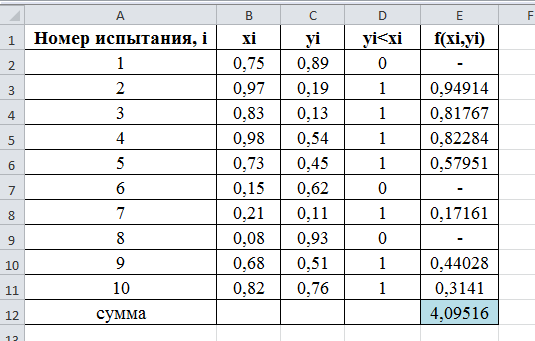 A B C D E F
1 Номер испытания, i xi yi yi<xi f(xi,yi)
2 1 0,75 0,89 0 -
3 2 0,97 0,19 1 0,94914
4 3 0,83 0,13 1 0,81767
5 4 0,98 0,54 1 0,82284
6 5 0,73 0,45 1 0,57951
7 6 0,15 0,62 0 -
8 7 0,21 0,11 1 0,17161
9 8 0,08 0,93 0 -
10 9 0,68 0,51 1 0,44028
11 10 0,82 0,76 1 0,3141
12 сумма 4,09516
13